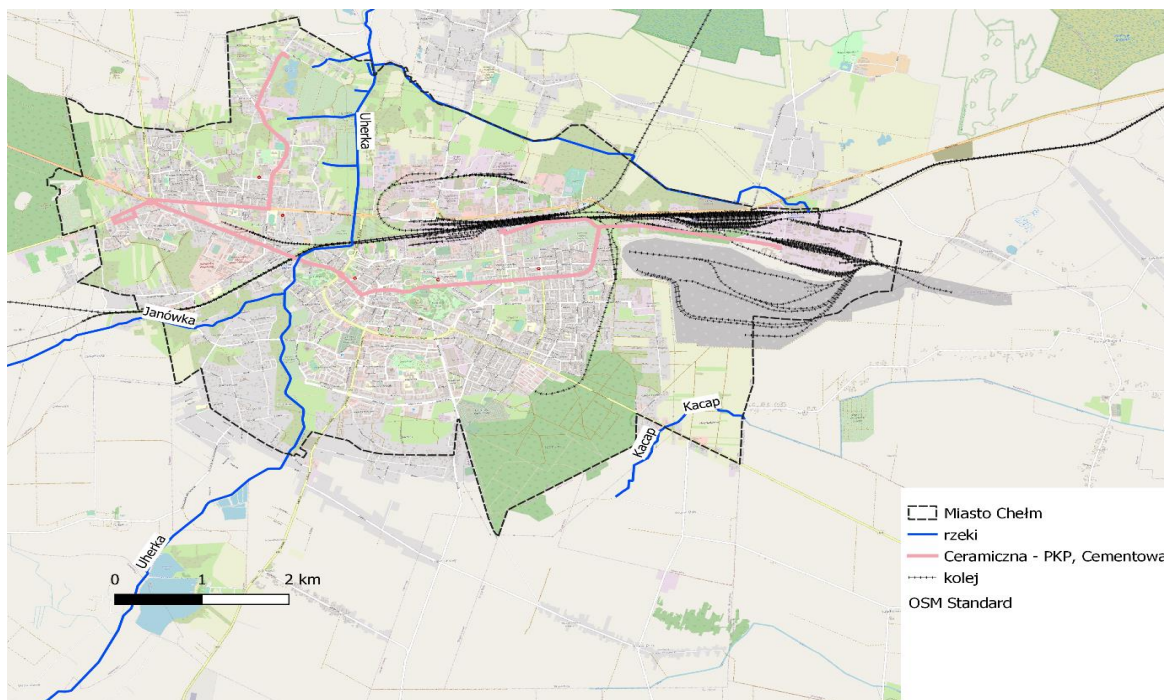 Uherka
Janówka
Kacap
Kacap
Uherka
0 1 2 km
Miasto Chełm
rzeki
Ceramiczna - PKP, Cementowa
kolej
OSM Standard